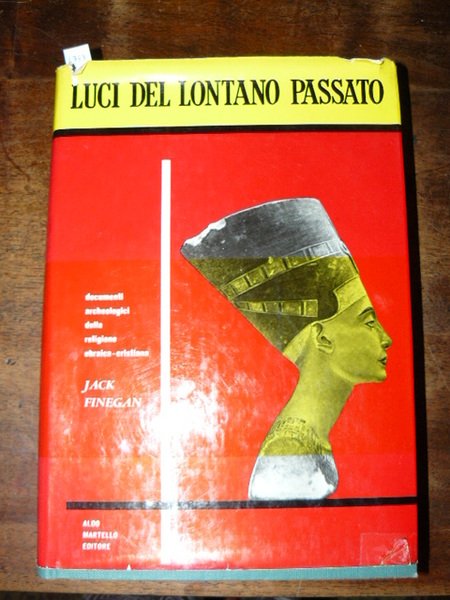 LUCI DEL LONTANO PASSATO
documenti
archeologici
della
religione
ebraico-cristiana
JACK
FINEGAN
ALDO
MARTELLO
EDITORE